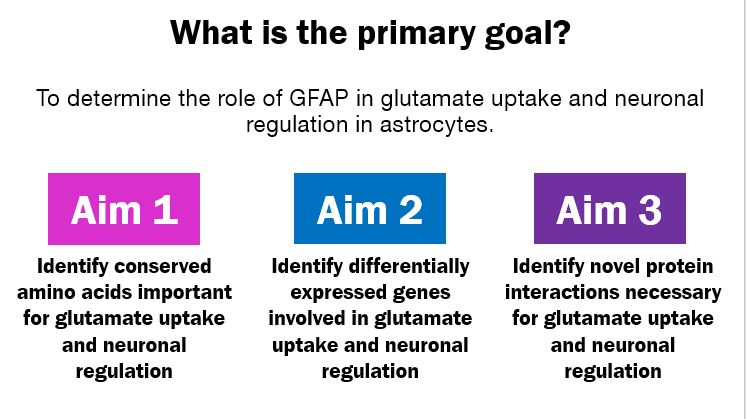 What is the primary goal?
To determine the role of GFAP in glutamate uptake and neuronal
regulation in astrocytes.
Aim 1
Identify conserved
amino acids important
for glutamate uptake
and neuronal
regulation
Aim 2
Identify differentially
expressed genes
involved in glutamate
uptake and neuronal
regulation
Aim 3
Identify novel protein
interactions necessary
for glutamate uptake
and neuronal
regulation